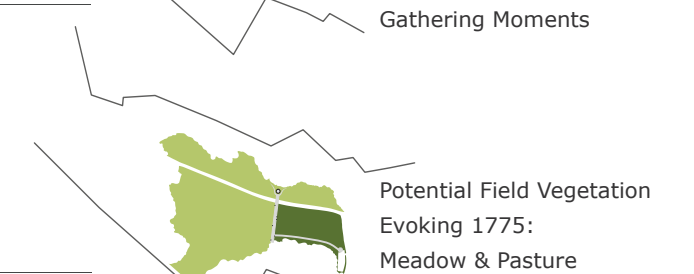 Gathering Moments
Potential Field Vegetation
Evoking 1775:
Meadow & Pasture